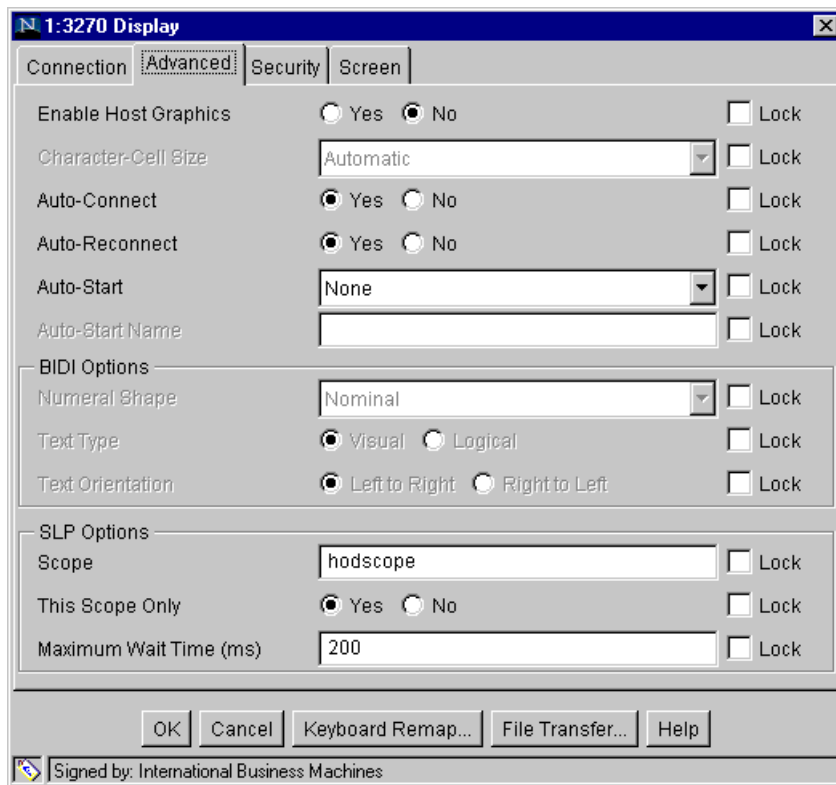 N 1:3270 Display
Connection Advanced Security Screen
Enable Host Graphics Yes No Lock
Character-Cell Size Automatic Lock
Auto-Connect Yes No Lock
Auto-Reconnect Yes No Lock
Auto-Start None Lock
Auto-Start Name Lock
BIDI Options
Numeral Shape Nominal Lock
Text Type Visual Logical Lock
Text Orientation Left to Right Right to Left Lock
SLP Options
Scope hodscope Lock
This Scope Only Yes No Lock
Maximum Wait Time (ms) 200 Lock
OK Cancel Keyboard Remap... File Transfer... Help
Signed by: International Business Machines